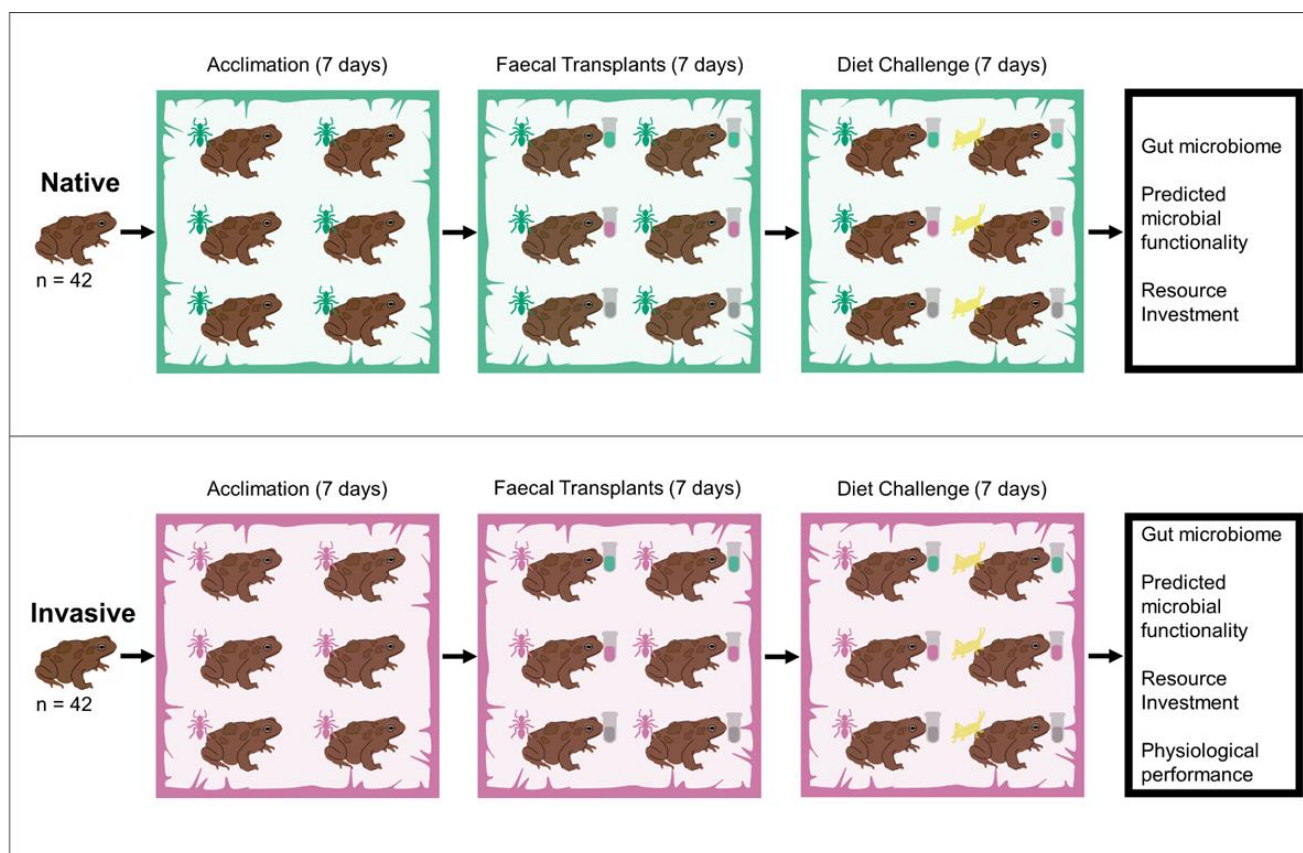 Acclimation (7 days)
Faecal Transplants (7 days)
Diet Challenge (7 days)
Native
n = 42
Gut microbiome
Predicted
microbial
functionality
Resource
Investment
Acclimation (7 days)
Faecal Transplants (7 days)
Diet Challenge (7 days)
Invasive
n = 42
Gut microbiome
Predicted
microbial
functionality
Resource
Investment
Physiological
performance